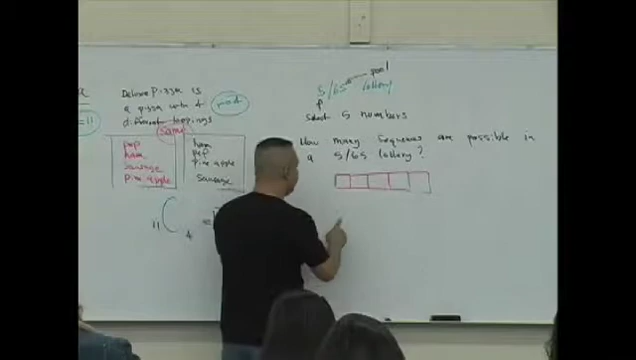 = 11
Deluxe Pizza is
a pizza with 4
different toppings
same
pep
ham
sausage
pineapple
ham
pep
pineapple
sausage
11 C 4 =
5/65 lottery
pool
Select 5 numbers
How many sequences are possible in
a 5/65 lottery?